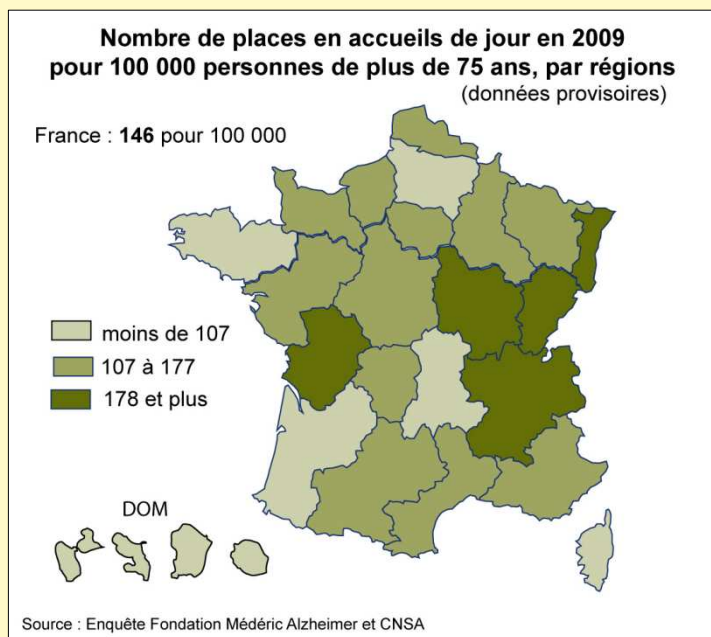 Nombre de places en accueils de jour en 2009
pour 100 000 personnes de plus de 75 ans, par régions
(données provisoires)
France : 146 pour 100 000
moins de 107
107 à 177
178 et plus
DOM
Source : Enquête Fondation Médéric Alzheimer et CNSA